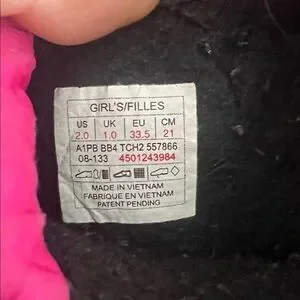 GIRL'S/FILLES
US UK EU CM
2.0 1.0 33.5 21
A1PB BB4 TCH2 557866
08-133 4501243984
MADE IN VIETNAM
FABRIQUE EN VIETNAM
PATENT PENDING